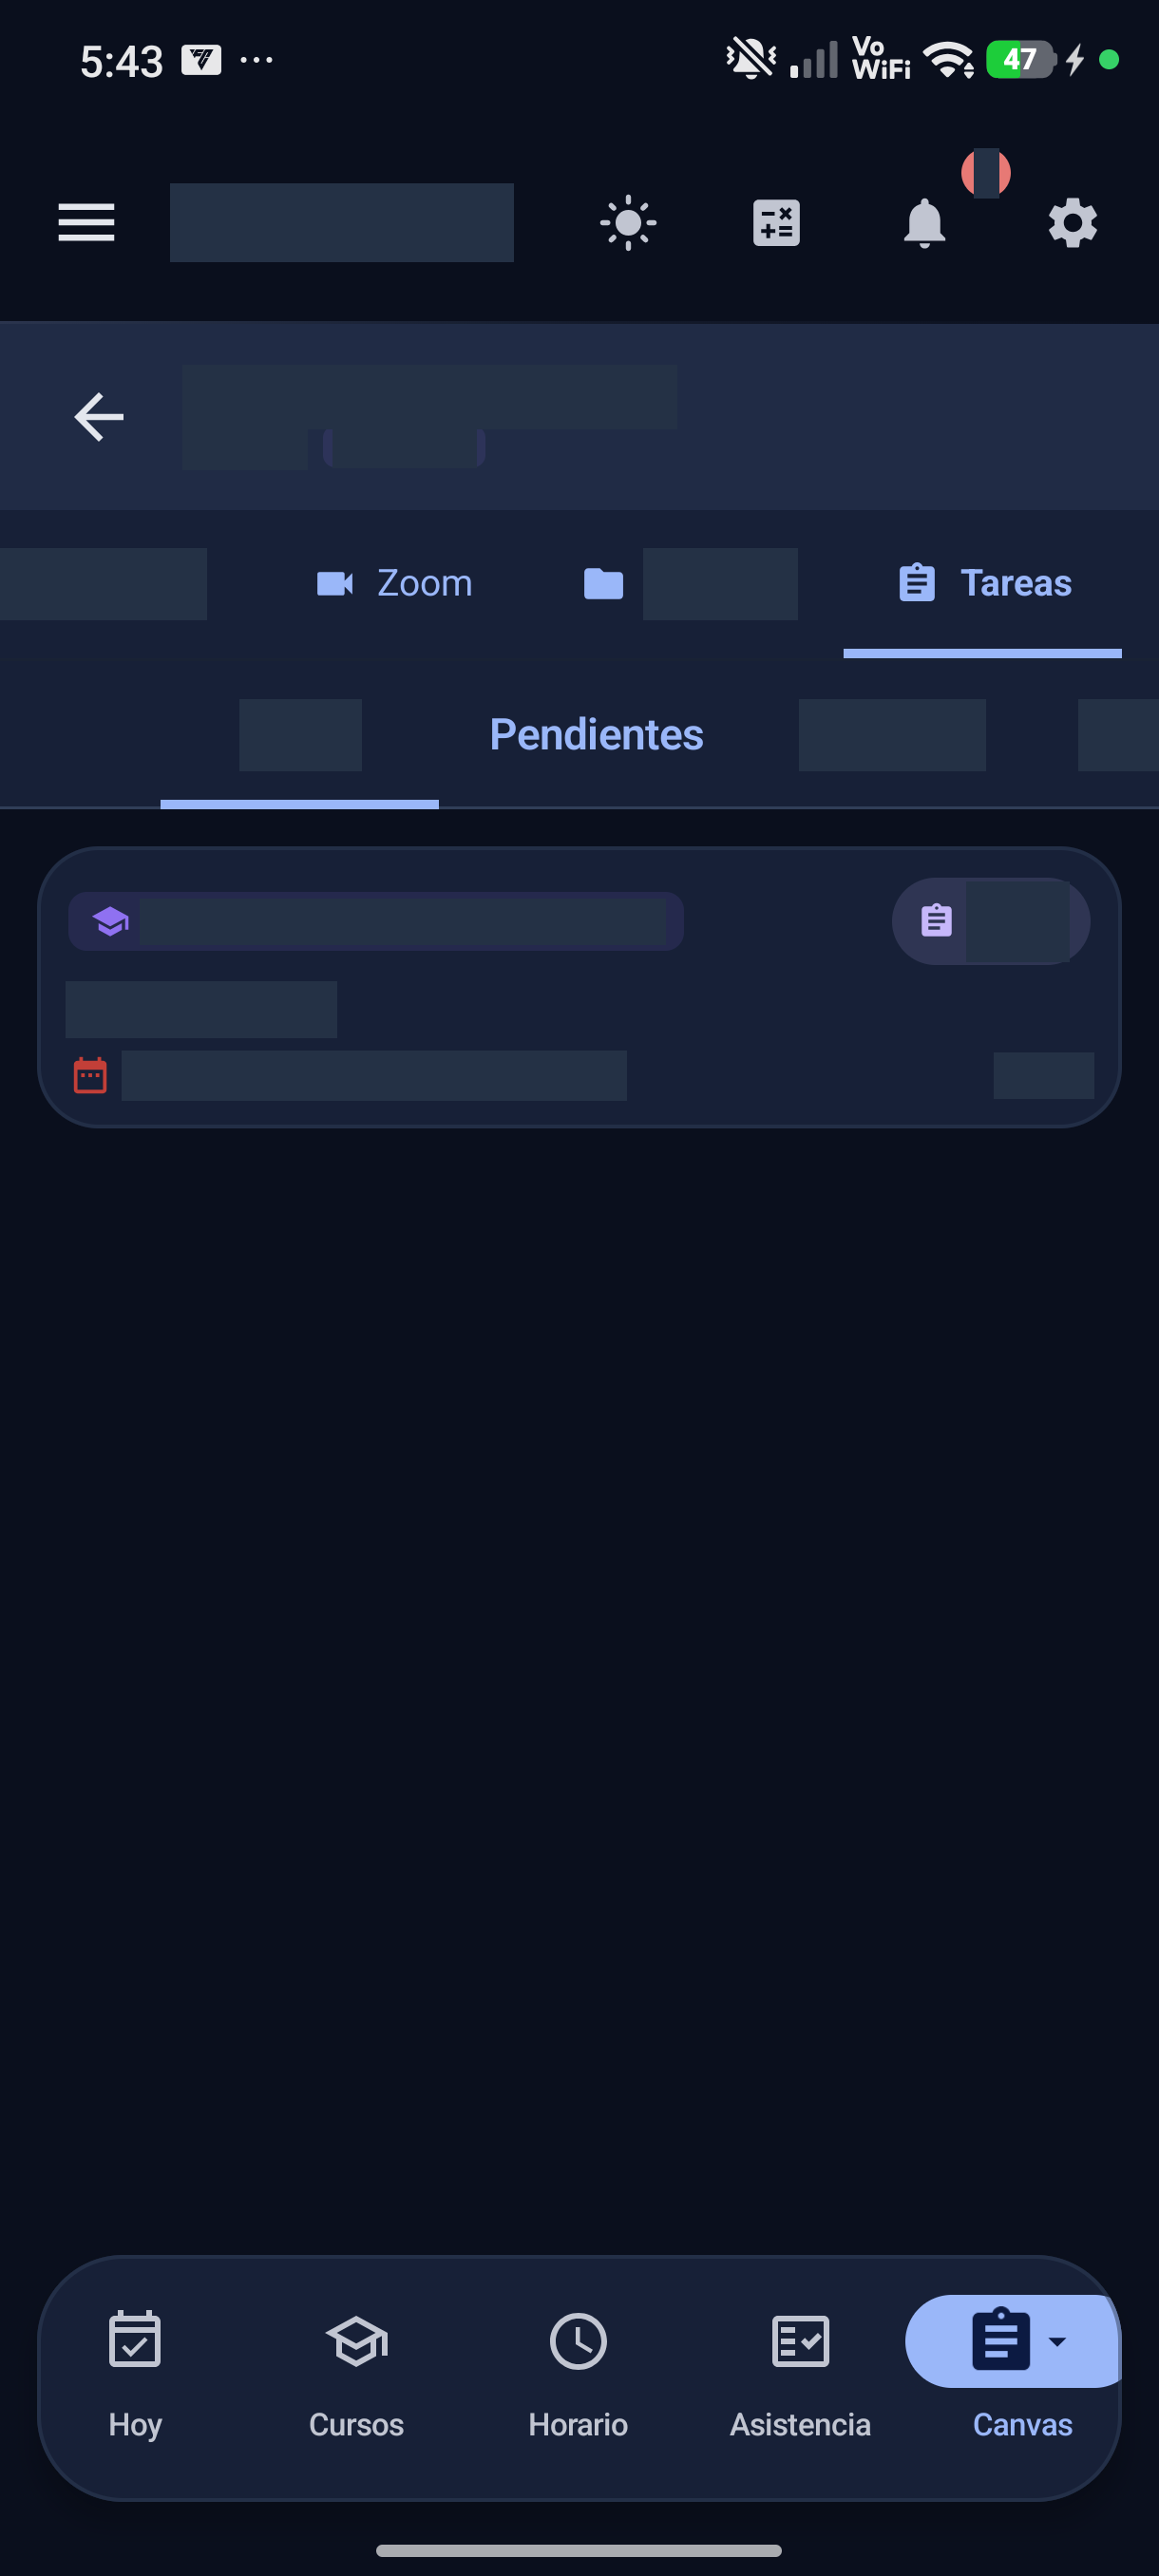 5:43 ...
Vo
WiFi
47
Zoom
Tareas
Pendientes
Hoy
Cursos
Horario
Asistencia
Canvas